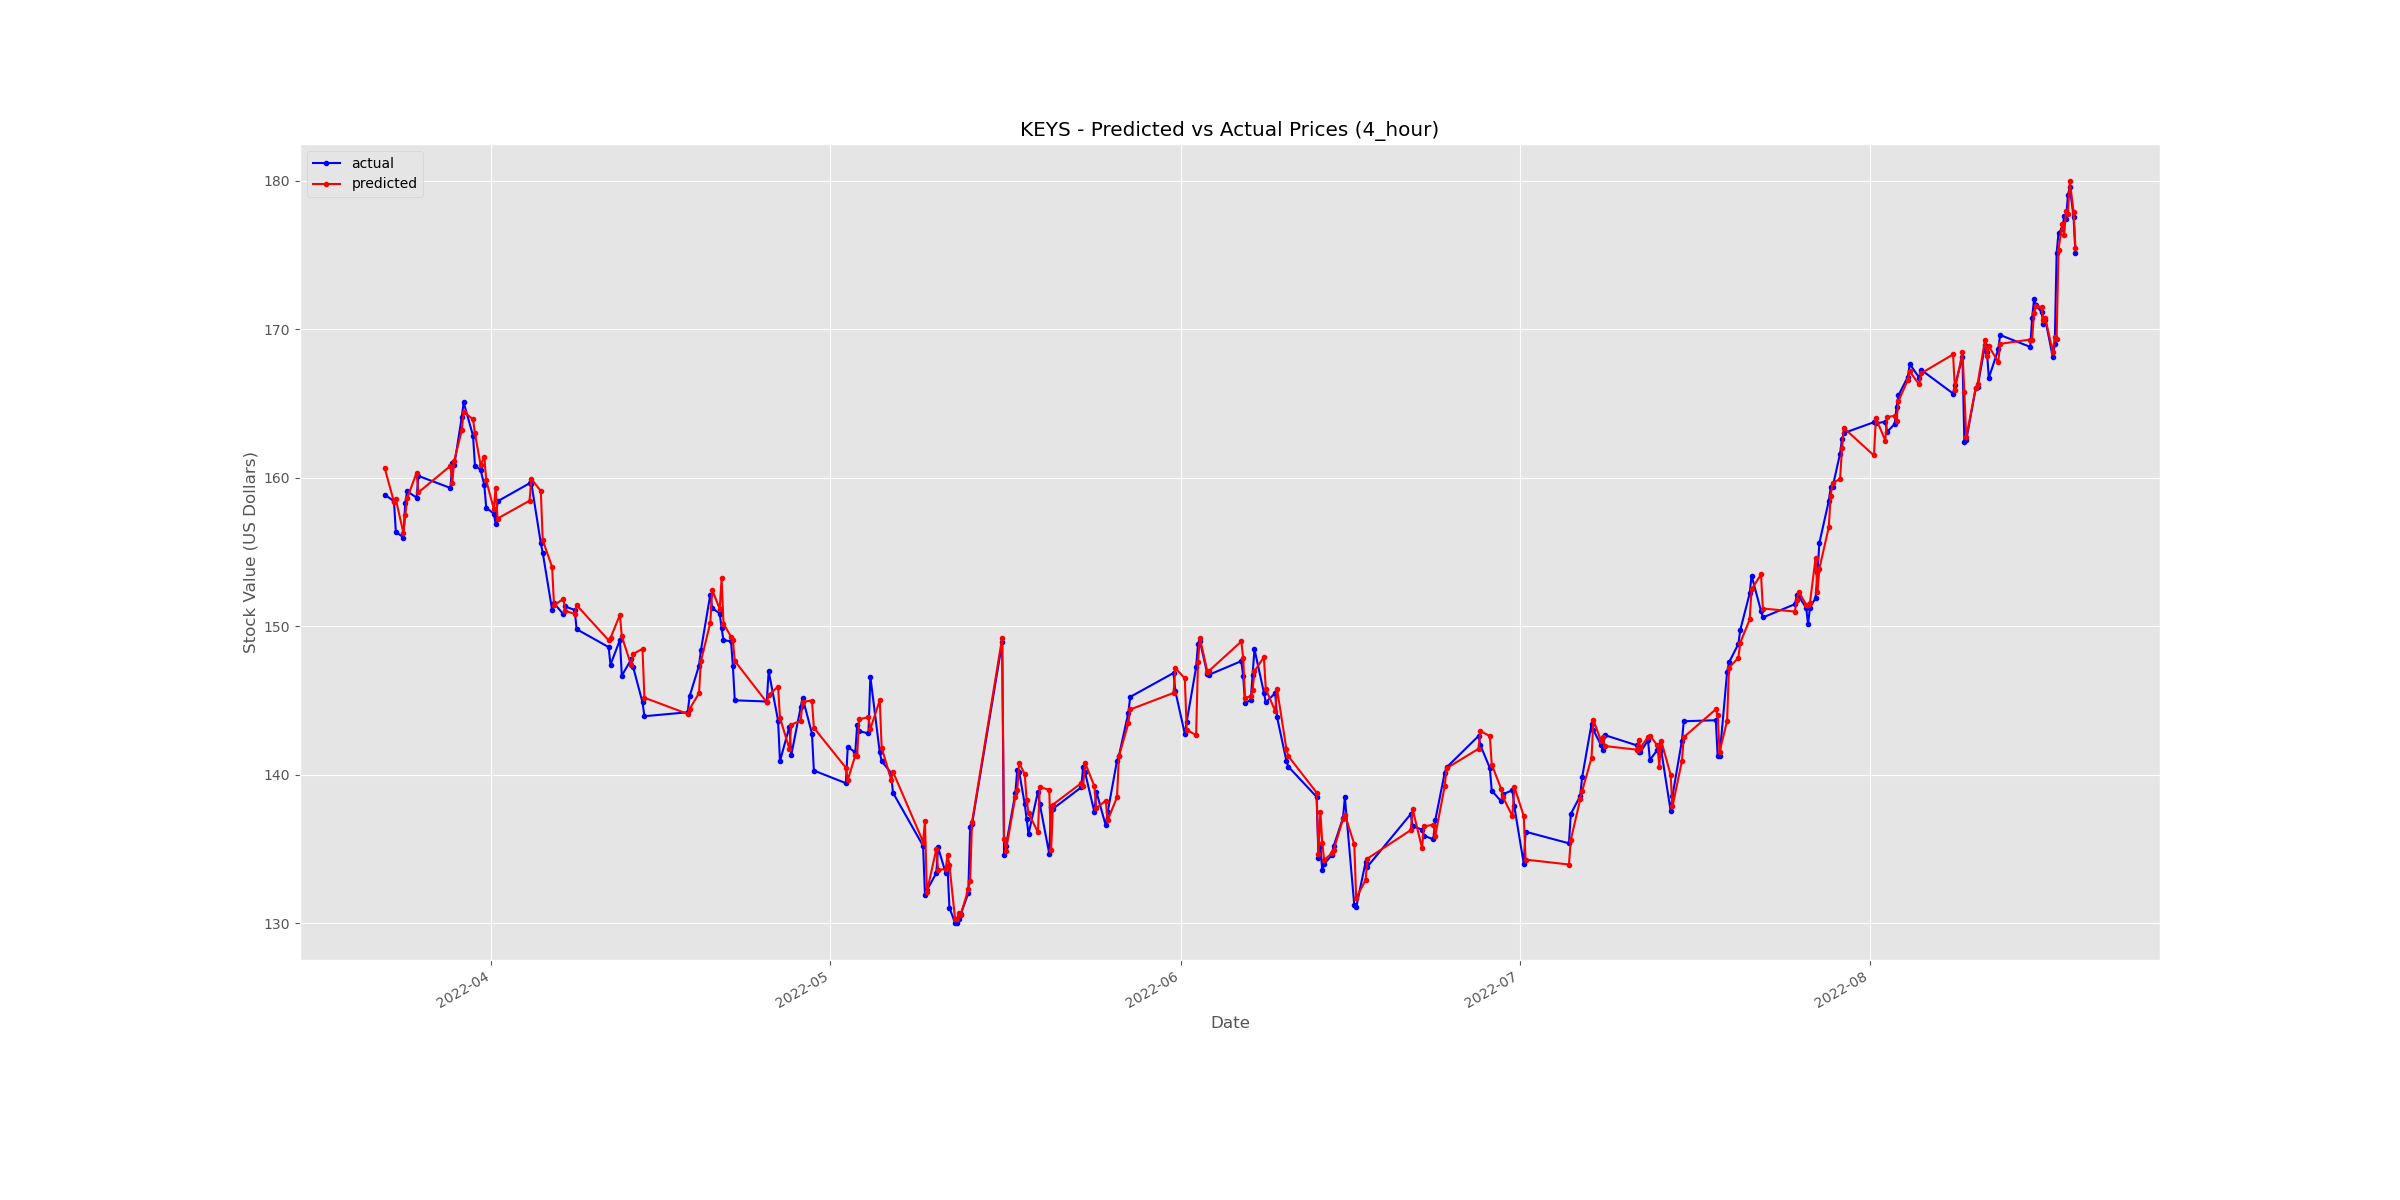 KEYS - Predicted vs Actual Prices (4_hour)
actual
predicted
180
170
160
150
140
130
Stock Value (US Dollars)
2022-04
2022-05
2022-06
2022-07
2022-08
Date